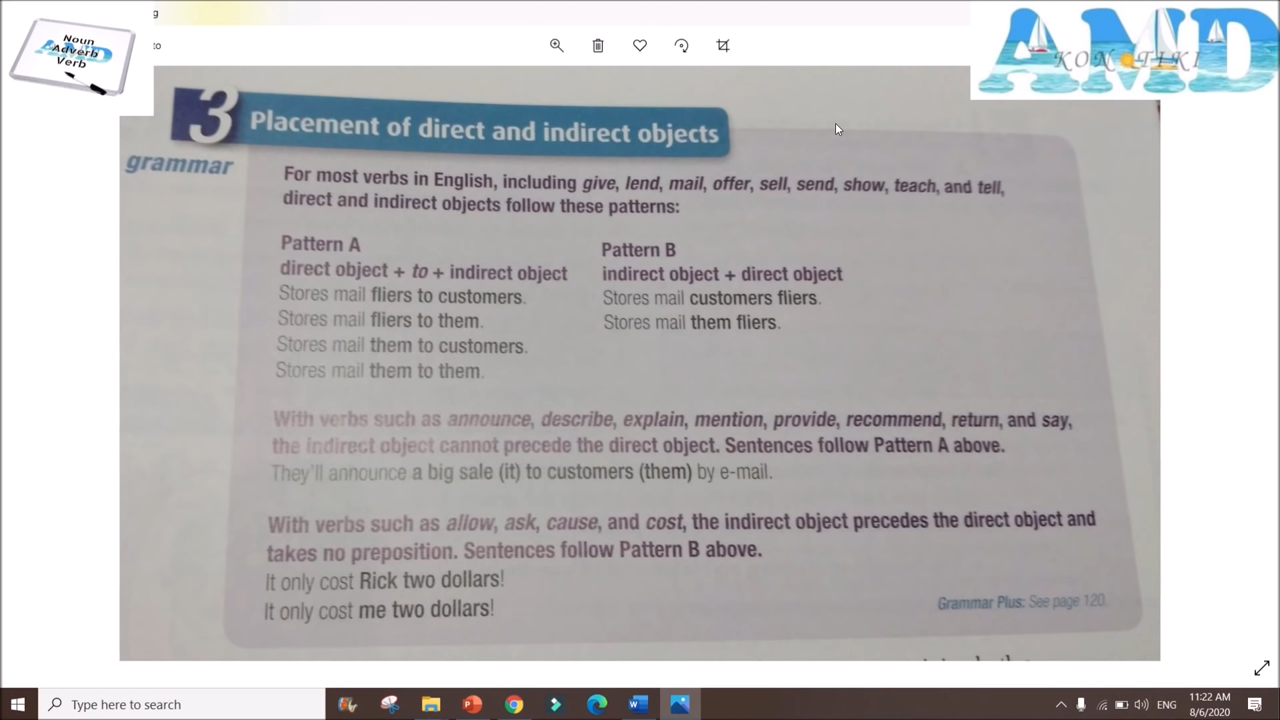 g
to
Noun
Adverb
Verb
AMD
KON TIKI
3 Placement of direct and indirect objects
grammar
For most verbs in English, including give, lend, mail, offer, sell, send, show, teach, and tell,
direct and indirect objects follow these patterns:
Pattern A
direct object + to + indirect object
Stores mail fliers to customers.
Stores mail fliers to them.
Stores mail them to customers.
Stores mail them to them.
Pattern B
indirect object + direct object
Stores mail customers fliers.
Stores mail them fliers.
With verbs such as announce, describe, explain, mention, provide, recommend, return, and say,
the indirect object cannot precede the direct object. Sentences follow Pattern A above.
They'll announce a big sale (it) to customers (them) by e-mail.
With verbs such as allow, ask, cause, and cost, the indirect object precedes the direct object and
takes no preposition. Sentences follow Pattern B above.
It only cost Rick two dollars!
It only cost me two dollars!
Grammar Plus: See page 120.
Type here to search
ENG
11:22 AM
8/6/2020